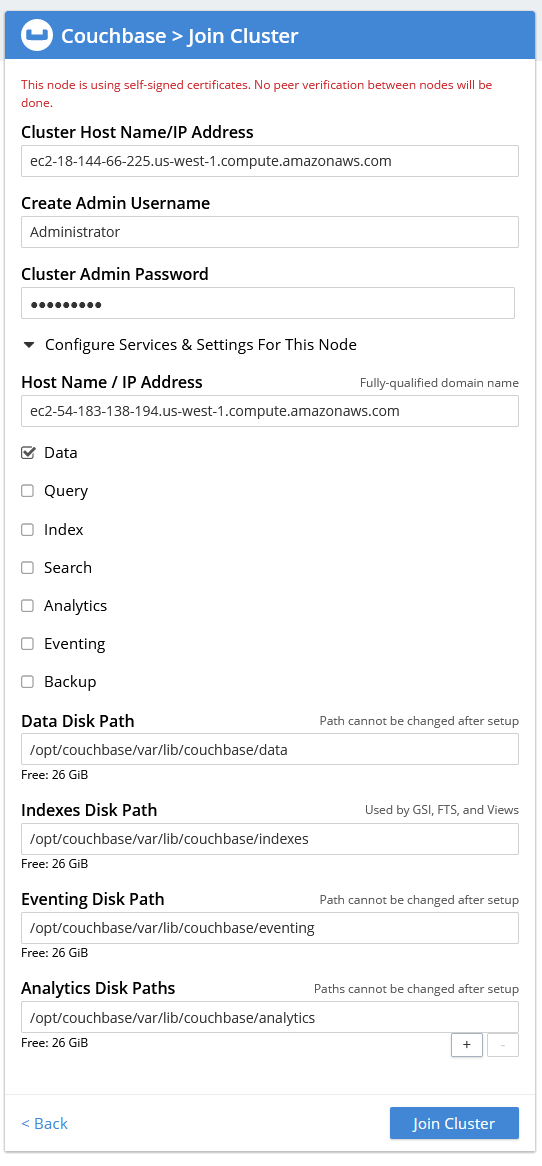 Couchbase > Join Cluster
This node is using self-signed certificates. No peer verification between nodes will be
done.
Cluster Host Name/IP Address
ec2-18-144-66-225.us-west-1.compute.amazonaws.com
Create Admin Username
Administrator
Cluster Admin Password
●●●●●●●●●
Configure Services & Settings For This Node
Host Name / IP Address Fully-qualified domain name
ec2-54-183-138-194.us-west-1.compute.amazonaws.com
Data
Query
Index
Search
Analytics
Eventing
Backup
Data Disk Path Path cannot be changed after setup
/opt/couchbase/var/lib/couchbase/data
Free: 26 GiB
Indexes Disk Path Used by GSI, FTS, and Views
/opt/couchbase/var/lib/couchbase/indexes
Free: 26 GiB
Eventing Disk Path Path cannot be changed after setup
/opt/couchbase/var/lib/couchbase/eventing
Free: 26 GiB
Analytics Disk Paths Paths cannot be changed after setup
/opt/couchbase/var/lib/couchbase/analytics
Free: 26 GiB + -
< Back Join Cluster